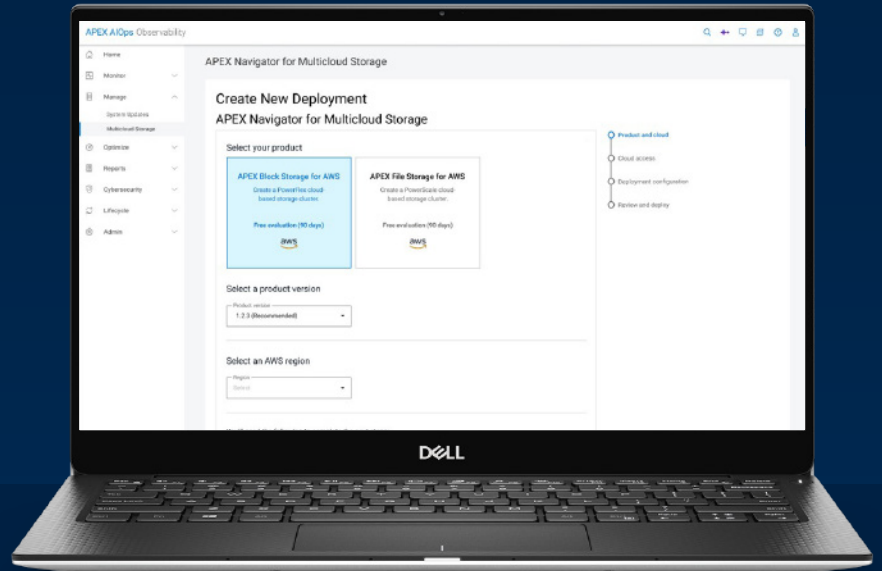 APEX AIOps Observability
Home
Monitor
Manage
System Updates
Multicloud Storage
Optimize
Reports
Cybersecurity
Lifecycle
Admin
APEX Navigator for Multicloud Storage
Create New Deployment
APEX Navigator for Multicloud Storage
Select your product
APEX Block Storage for AWS
Create a PowerFlex cloud-
based storage cluster.
Free evaluation (90 days)
aws
APEX File Storage for AWS
Create a PowerScale cloud-
based storage cluster.
Free evaluation (90 days)
aws
Select a product version
Product version
1.2.3 (Recommended)
Select an AWS region
Region
Select
Product and cloud
Cloud access
Deployment configuration
Review and deploy
DELL